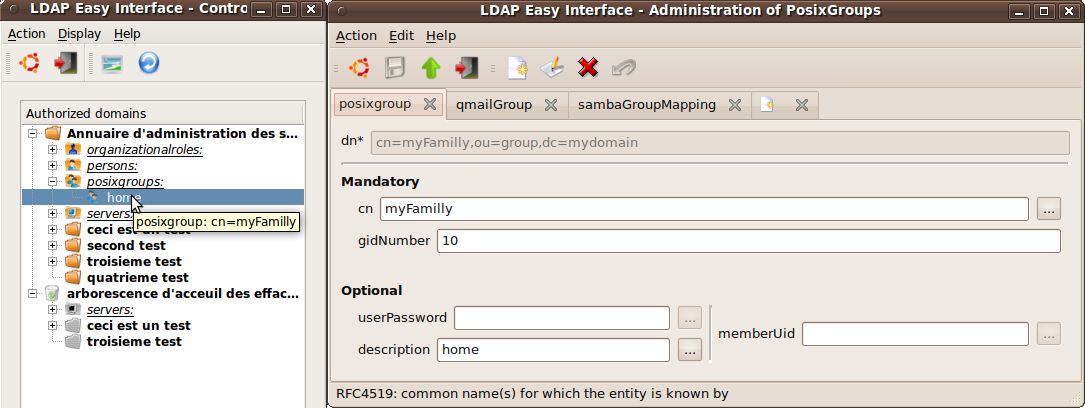 LDAP Easy Interface - Contro
Action Display Help
Authorized domains
Annuaire d'administration des s...
organizationalroles:
persons:
posixgroups:
home
servers:
posixgroup: cn=myFamilly
ceci est un test
second test
troisieme test
quatrieme test
arborescence d'acceuil des effac...
servers:
ceci est un test
troisieme test
LDAP Easy Interface - Administration of PosixGroups
Action Edit Help
posixgroup qmailGroup sambaGroupMapping
dn* cn=myFamilly,ou=group,dc=mydomain
Mandatory
cn myFamilly ...
gidNumber 10
Optional
userPassword ...
description home ...
memberUid ...
RFC4519: common name(s) for which the entity is known by